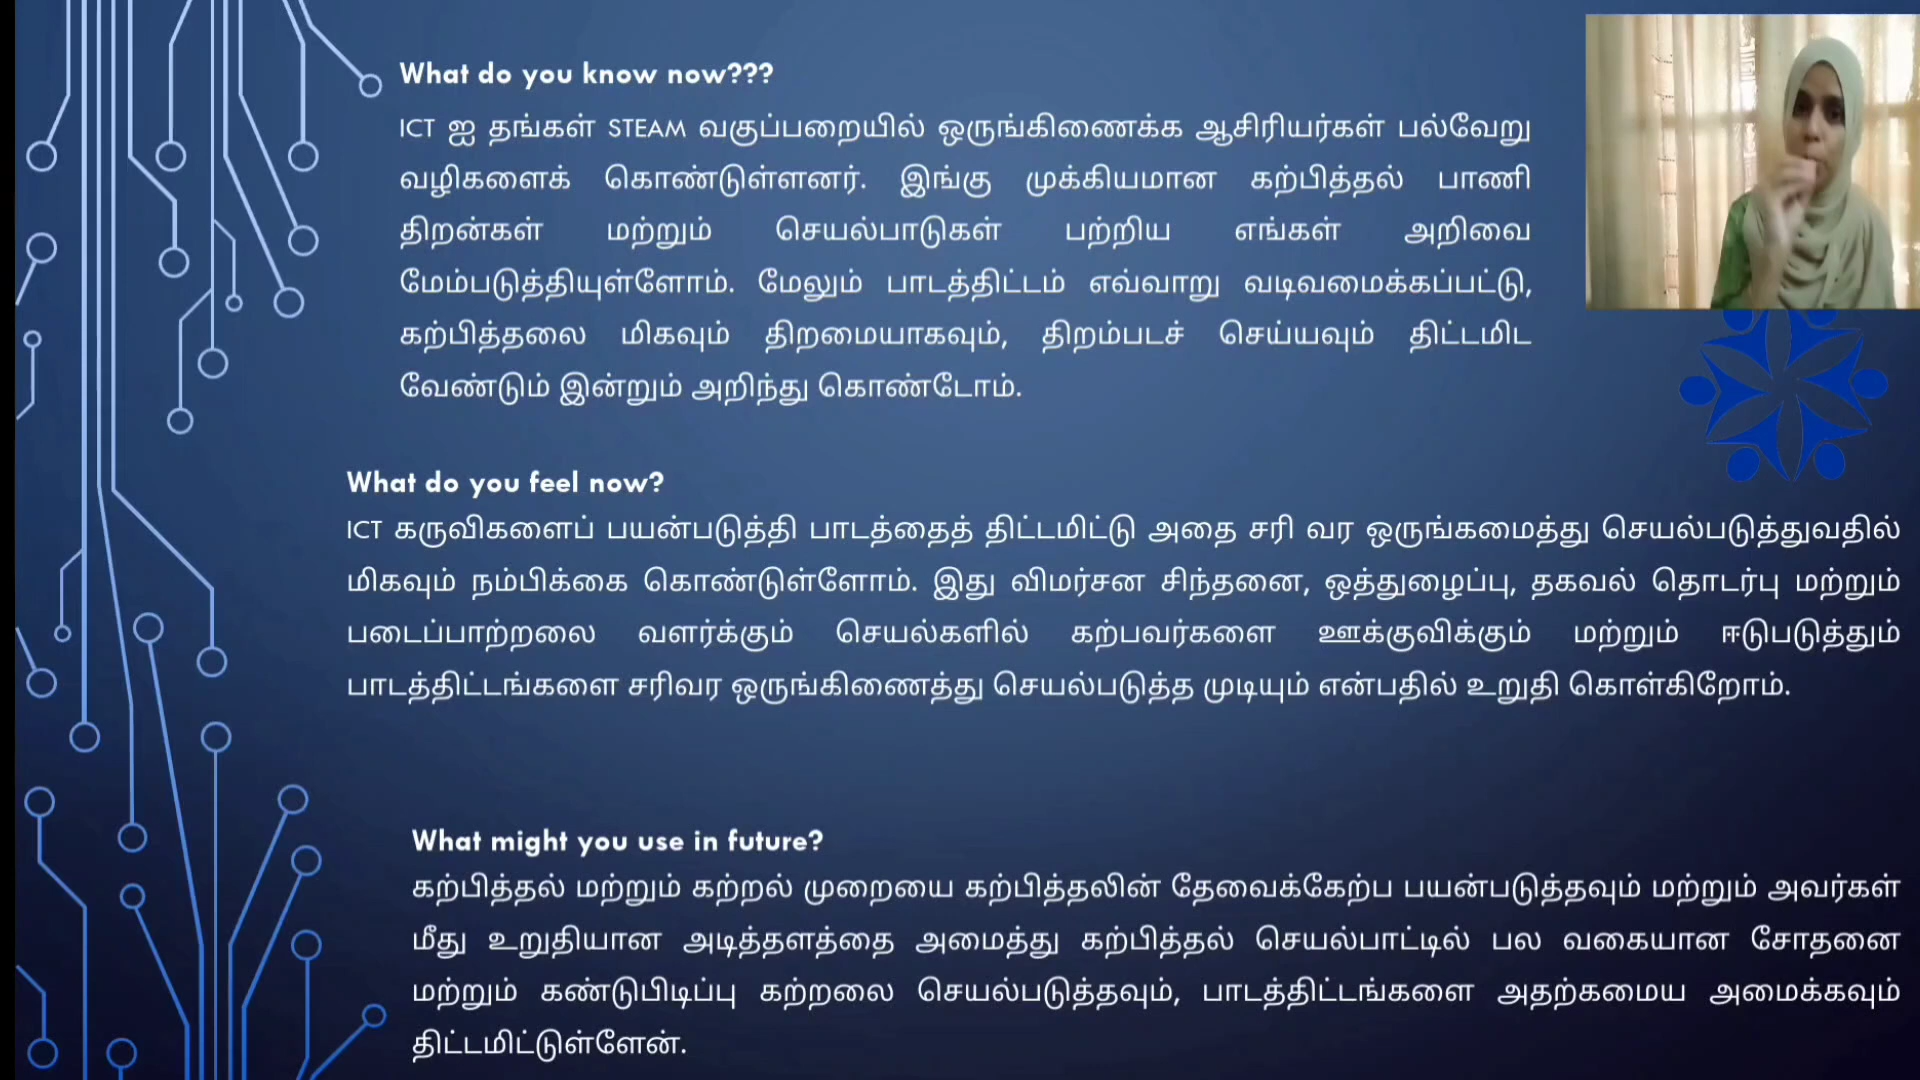 What do you know now???
ICT ஐ தங்கள் STEAM வகுப்பறையில் ஒருங்கிணைக்க ஆசிரியர்கள் பல்வேறு
வழிகளைக் கொண்டுள்ளனர். இங்கு முக்கியமான கற்பித்தல் பாணி
திறன்கள் மற்றும் செயல்பாடுகள் பற்றிய எங்கள் அறிவை
மேம்படுத்தியுள்ளோம். மேலும் பாடத்திட்டம் எவ்வாறு வடிவமைக்கப்பட்டு,
கற்பித்தலை மிகவும் திறமையாகவும், திறம்படச் செய்யவும் திட்டமிட
வேண்டும் இன்றும் அறிந்து கொண்டோம்.
What do you feel now?
ICT கருவிகளைப் பயன்படுத்தி பாடத்தைத் திட்டமிட்டு அதை சரி வர ஒருங்கமைத்து செயல்படுத்துவதில்
மிகவும் நம்பிக்கை கொண்டுள்ளோம். இது விமர்சன சிந்தனை, ஒத்துழைப்பு, தகவல் தொடர்பு மற்றும்
படைப்பாற்றலை வளர்க்கும் செயல்களில் கற்பவர்களை ஊக்குவிக்கும் மற்றும் ஈடுபடுத்தும்
பாடத்திட்டங்களை சரிவர ஒருங்கிணைத்து செயல்படுத்த முடியும் என்பதில் உறுதி கொள்கிறோம்.
What might you use in future?
கற்பித்தல் மற்றும் கற்றல் முறையை கற்பித்தலின் தேவைக்கேற்ப பயன்படுத்தவும் மற்றும் அவர்கள்
மீது உறுதியான அடித்தளத்தை அமைத்து கற்பித்தல் செயல்பாட்டில் பல வகையான சோதனை
மற்றும் கண்டுபிடிப்பு கற்றலை செயல்படுத்தவும், பாடத்திட்டங்களை அதற்கமைய அமைக்கவும்
திட்டமிட்டுள்ளேன்.